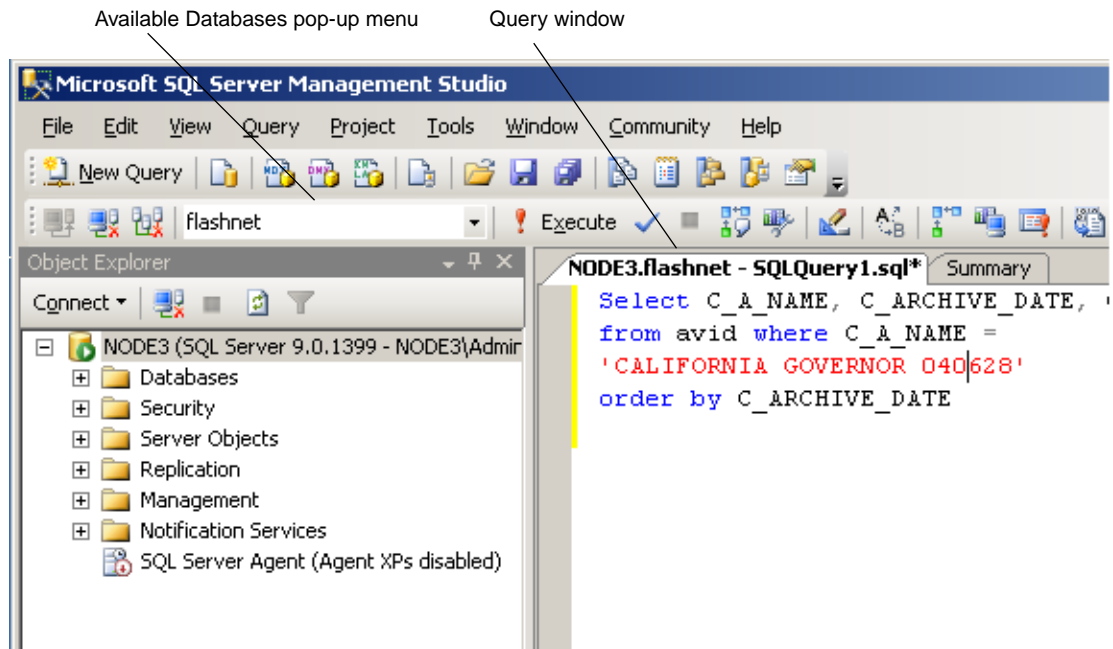 Available Databases pop-up menu
Query window
Microsoft SQL Server Management Studio
File Edit View Query Project Tools Window Community Help
New Query
flashnet
Execute
Object Explorer
NODE3.flashnet - SQLQuery1.sql*
Summary
Connect
NODE3 (SQL Server 9.0.1399 - NODE3\Admin
Databases
Security
Server Objects
Replication
Management
Notification Services
SQL Server Agent (Agent XPs disabled)
Select C_A_NAME, C_ARCHIVE_DATE,
from avid where C_A_NAME =
'CALIFORNIA GOVERNOR 040628'
order by C_ARCHIVE_DATE